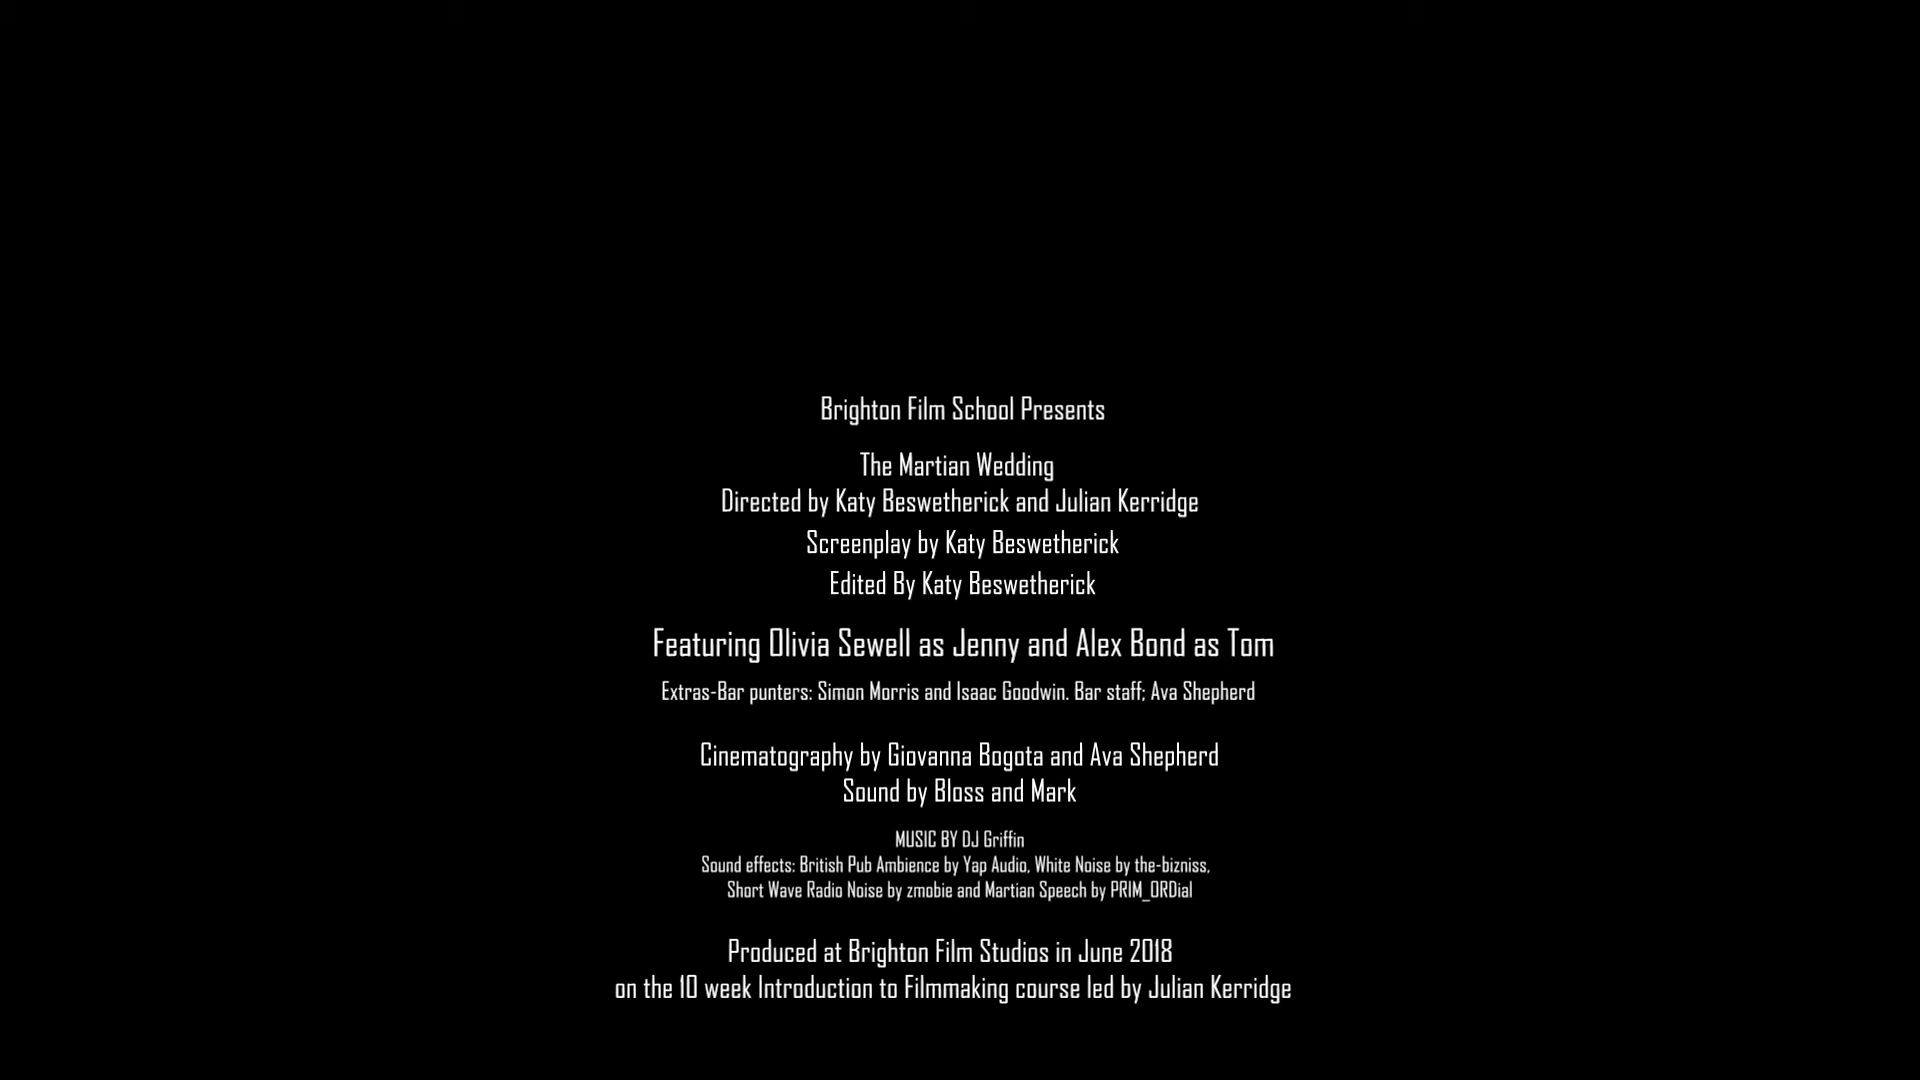 Brighton Film School Presents
The Martian Wedding
Directed by Katy Beswetherick and Julian Kerridge
Screenplay by Katy Beswetherick
Edited By Katy Beswetherick
Featuring Olivia Sewell as Jenny and Alex Bond as Tom
Extras-Bar punters: Simon Morris and Isaac Goodwin. Bar staff; Ava Shepherd
Cinematography by Giovanna Bogota and Ava Shepherd
Sound by Bloss and Mark
MUSIC BY DJ Griffin
Sound effects: British Pub Ambience by Yap Audio, White Noise by the-bizniss,
Short Wave Radio Noise by zmobie and Martian Speech by PRIM_ORDial
Produced at Brighton Film Studios in June 2018
on the 10 week Introduction to Filmmaking course led by Julian Kerridge